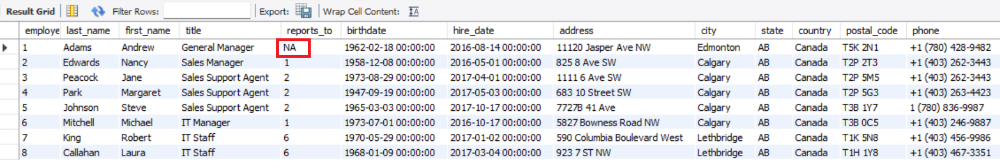 Result Grid Filter Rows: Export: Wrap Cell Content: IA
employe last_name first_name title reports_to birthdate hire_date address city state country postal_code phone
1 Adams Andrew General Manager NA 1962-02-18 00:00:00 2016-08-14 00:00:00 11120 Jasper Ave NW Edmonton AB Canada T5K 2N1 +1 (780) 428-9482
2 Edwards Nancy Sales Manager 1 1958-12-08 00:00:00 2016-05-01 00:00:00 825 8 Ave SW Calgary AB Canada T2P 2T3 +1 (403) 262-3443
3 Peacock Jane Sales Support Agent 2 1973-08-29 00:00:00 2017-04-01 00:00:00 1111 6 Ave SW Calgary AB Canada T2P 5M5 +1 (403) 262-3443
4 Park Margaret Sales Support Agent 2 1947-09-19 00:00:00 2017-05-03 00:00:00 683 10 Street SW Calgary AB Canada T2P 5G3 +1 (403) 263-4423
5 Johnson Steve Sales Support Agent 2 1965-03-03 00:00:00 2017-10-17 00:00:00 7727B 41 Ave Calgary AB Canada T3B 1Y7 1 (780) 836-9987
6 Mitchell Michael IT Manager 1 1973-07-01 00:00:00 2016-10-17 00:00:00 5827 Bowness Road NW Calgary AB Canada T3B 0C5 +1 (403) 246-9887
7 King Robert IT Staff 6 1970-05-29 00:00:00 2017-01-02 00:00:00 590 Columbia Boulevard West Lethbridge AB Canada T1K 5N8 +1 (403) 456-9986
8 Callahan Laura IT Staff 6 1968-01-09 00:00:00 2017-03-04 00:00:00 923 7 ST NW Lethbridge AB Canada T1H 1Y8 +1 (403) 467-3351